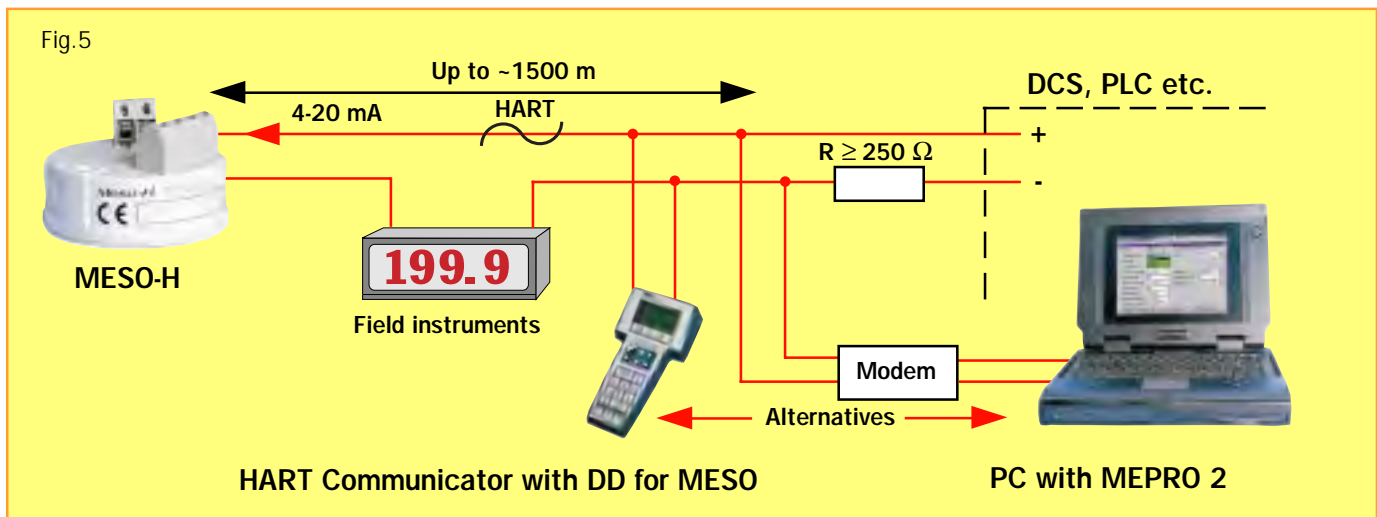 Fig.5
Up to ~1500 m
DCS, PLC etc.
4-20 mA
HART
+
R ≥ 250 Ω
-
CE
MESO-H
199.9
Field instruments
Modem
Alternatives
HART Communicator with DD for MESO
PC with MEPRO 2